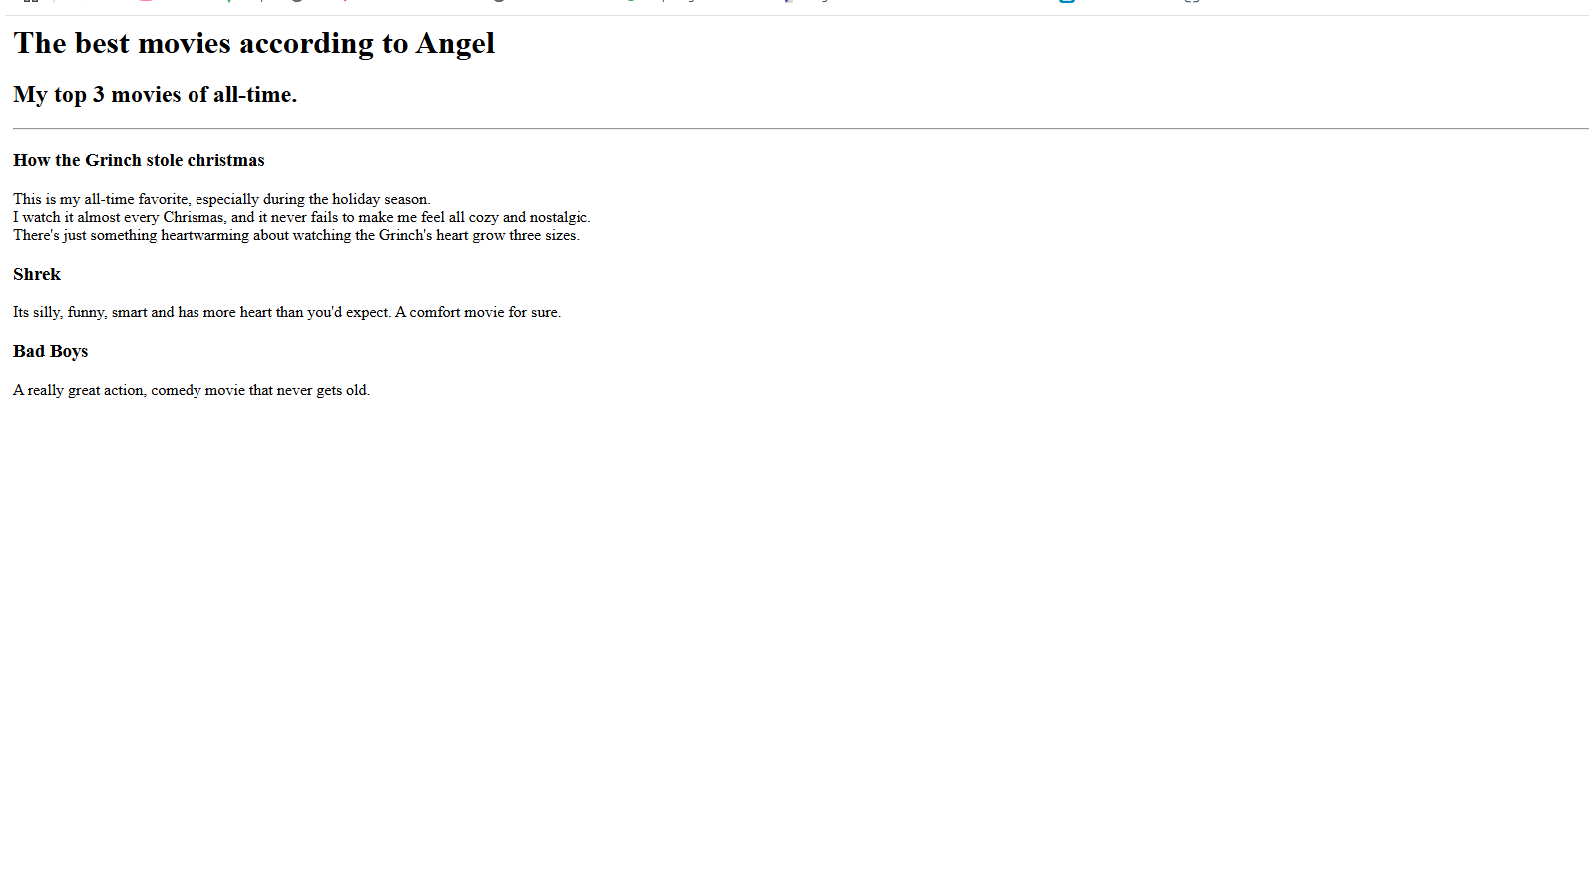 The best movies according to Angel
My top 3 movies of all-time.
How the Grinch stole christmas
This is my all-time favorite, especially during the holiday season.
I watch it almost every Chrismas, and it never fails to make me feel all cozy and nostalgic.
There's just something heartwarming about watching the Grinch's heart grow three sizes.
Shrek
Its silly, funny, smart and has more heart than you'd expect. A comfort movie for sure.
Bad Boys
A really great action, comedy movie that never gets old.